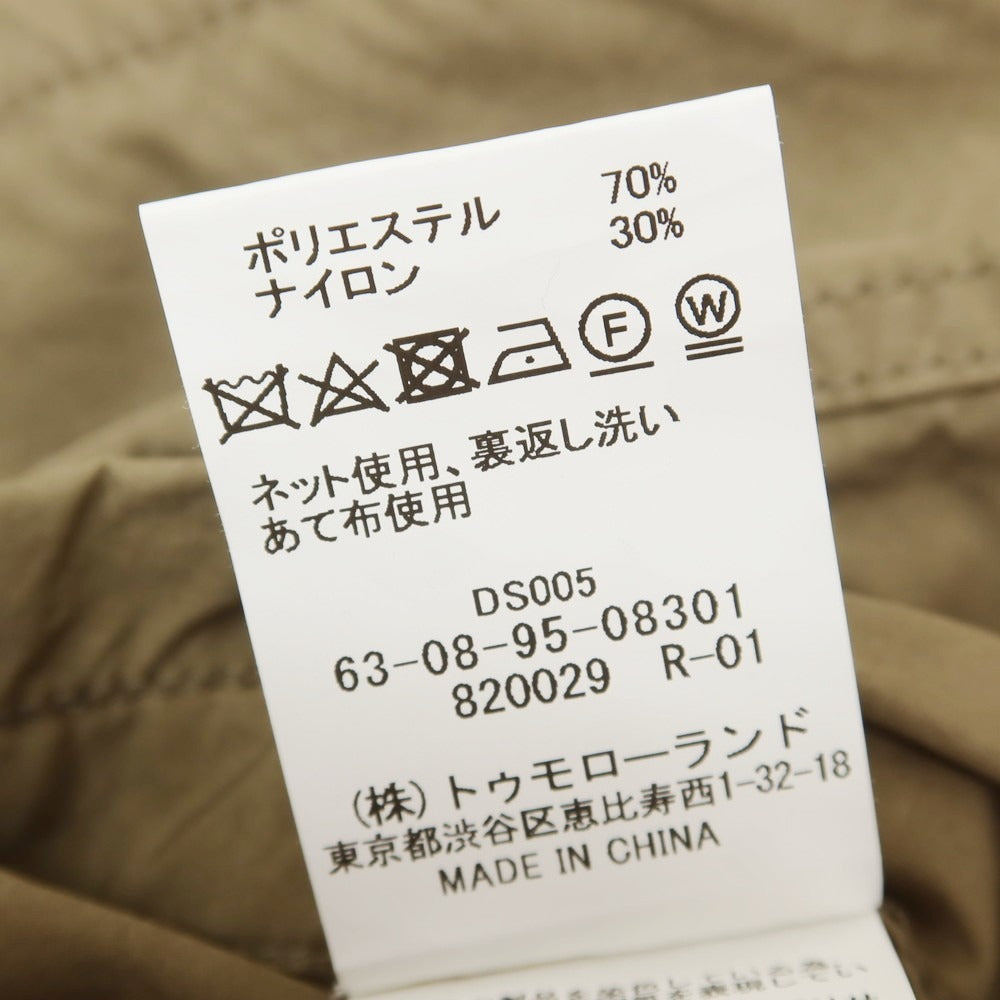 ポリエステル 70%
ナイロン 30%
F W
ネット使用、裏返し洗い
あて布使用
DS005
63-08-95-08301
820029 R-01
(株)トゥモローランド
東京都渋谷区恵比寿西1-32-18
MADE IN CHINA